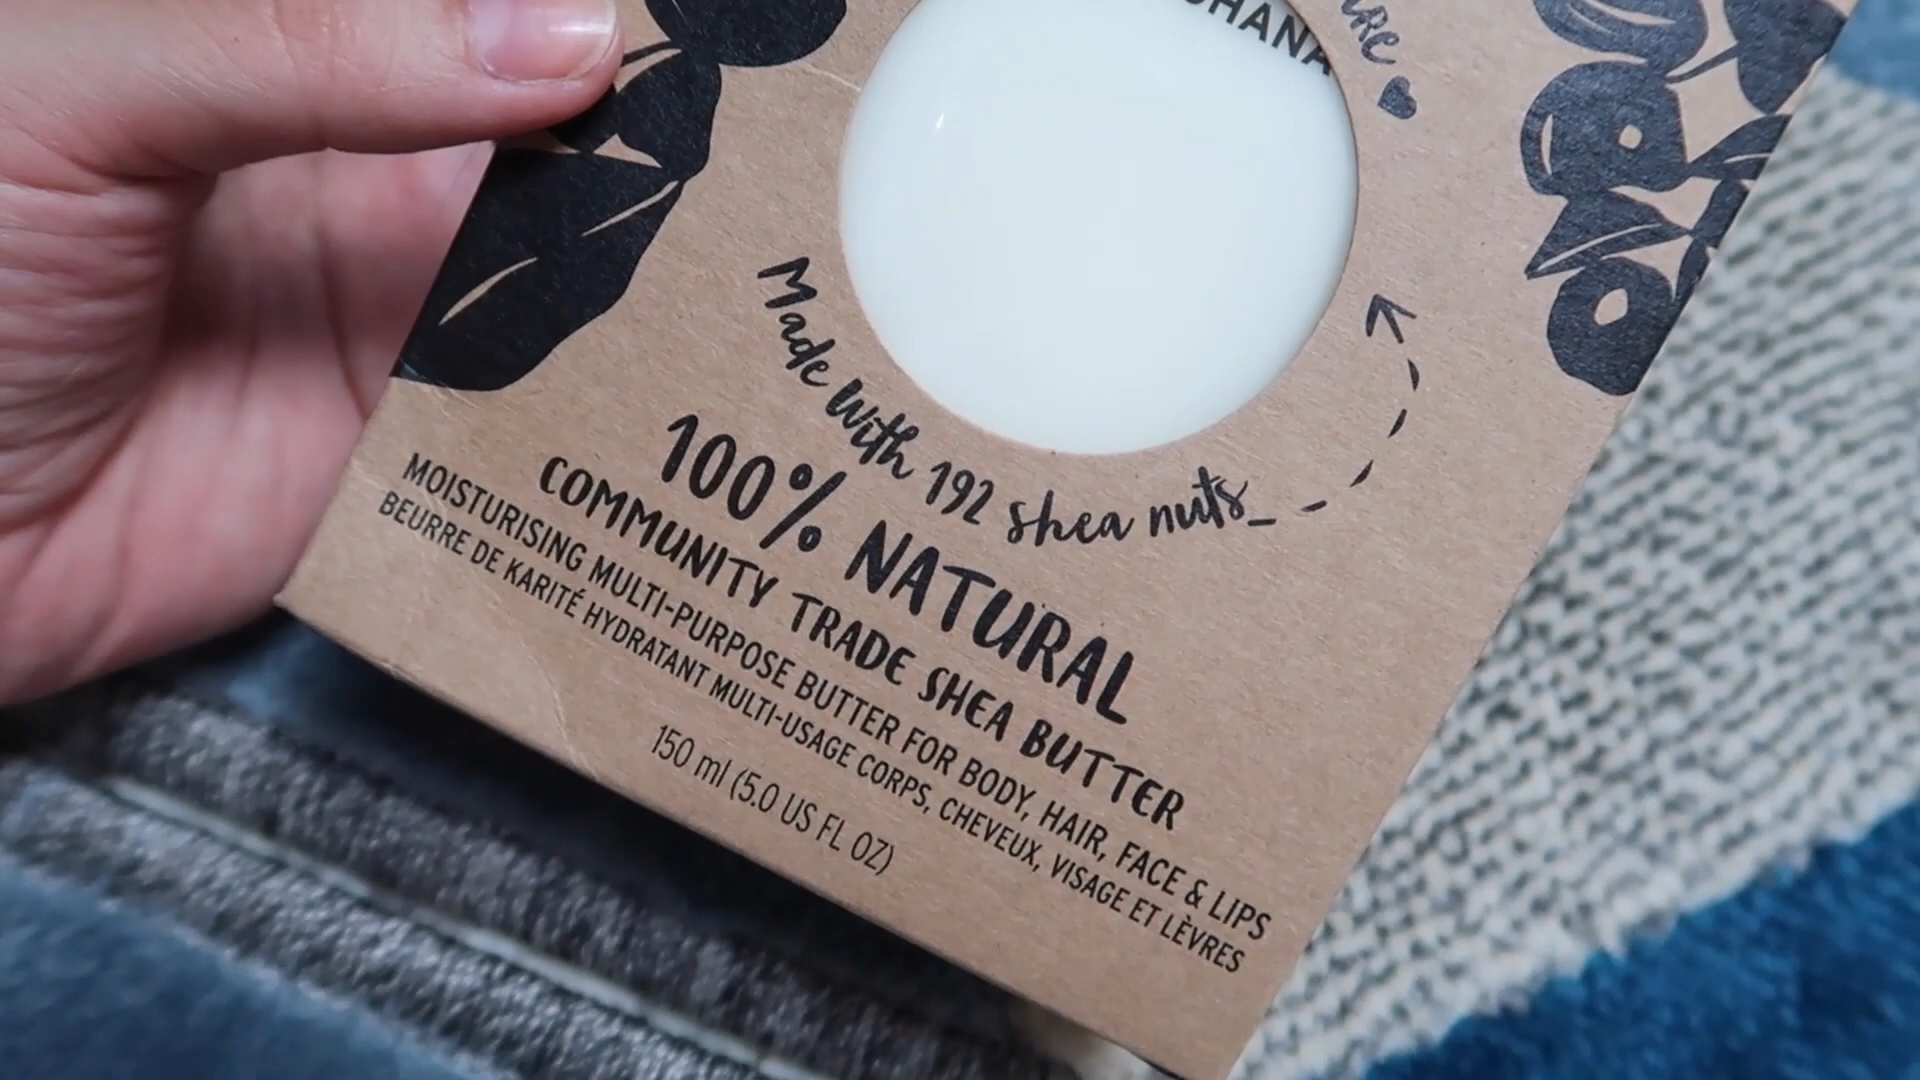 Made with 192 shea nuts
100% NATURAL
COMMUNITY TRADE SHEA BUTTER
MOISTURISING MULTI-PURPOSE BUTTER FOR BODY, HAIR, FACE & LIPS
BEURRE DE KARITÉ HYDRATANT MULTI-USAGE CORPS, CHEVEUX, VISAGE ET LÈVRES
150 ml (5.0 US FL OZ)